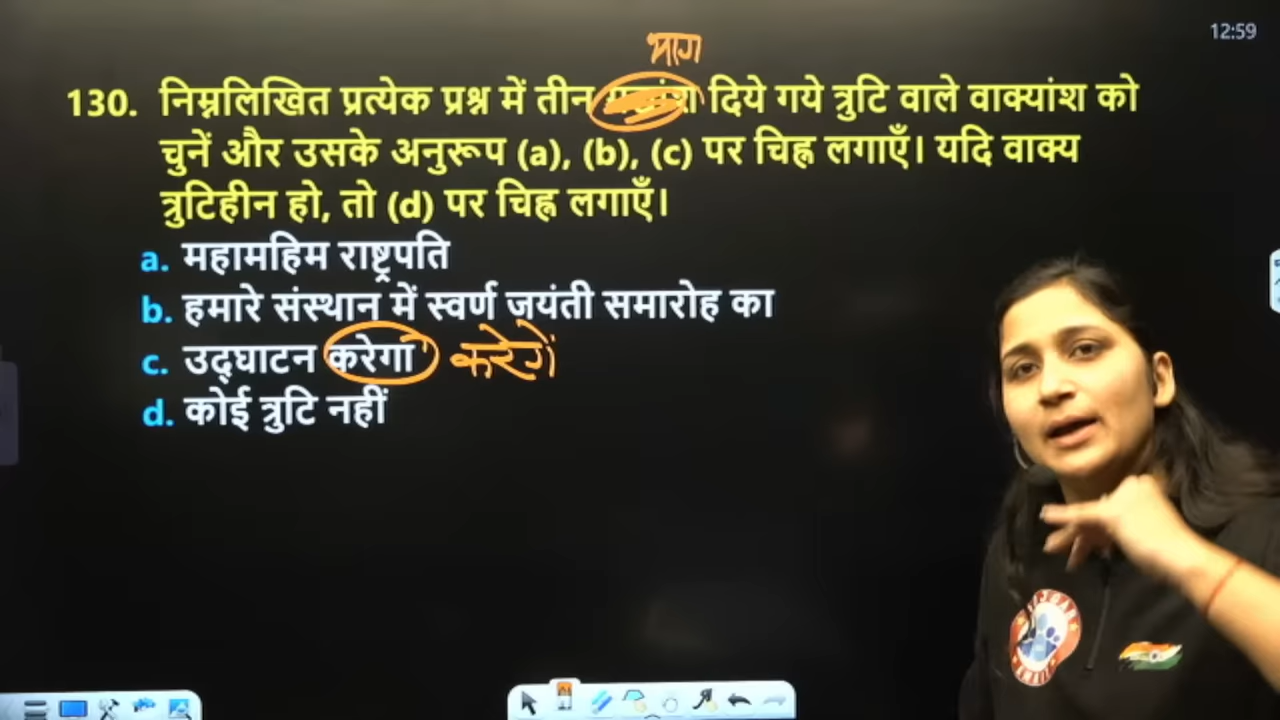 12:59
भाग
130. निम्नलिखित प्रत्येक प्रश्न में तीन दिये गये त्रुटि वाले वाक्यांश को
चुनें और उसके अनुरूप (a), (b), (c) पर चिह्न लगाएँ। यदि वाक्य
त्रुटिहीन हो, तो (d) पर चिह्न लगाएँ।
a. महामहिम राष्ट्रपति
b. हमारे संस्थान में स्वर्ण जयंती समारोह का
c. उद्‌घाटन करेगा करेगें
d. कोई त्रुटि नहीं